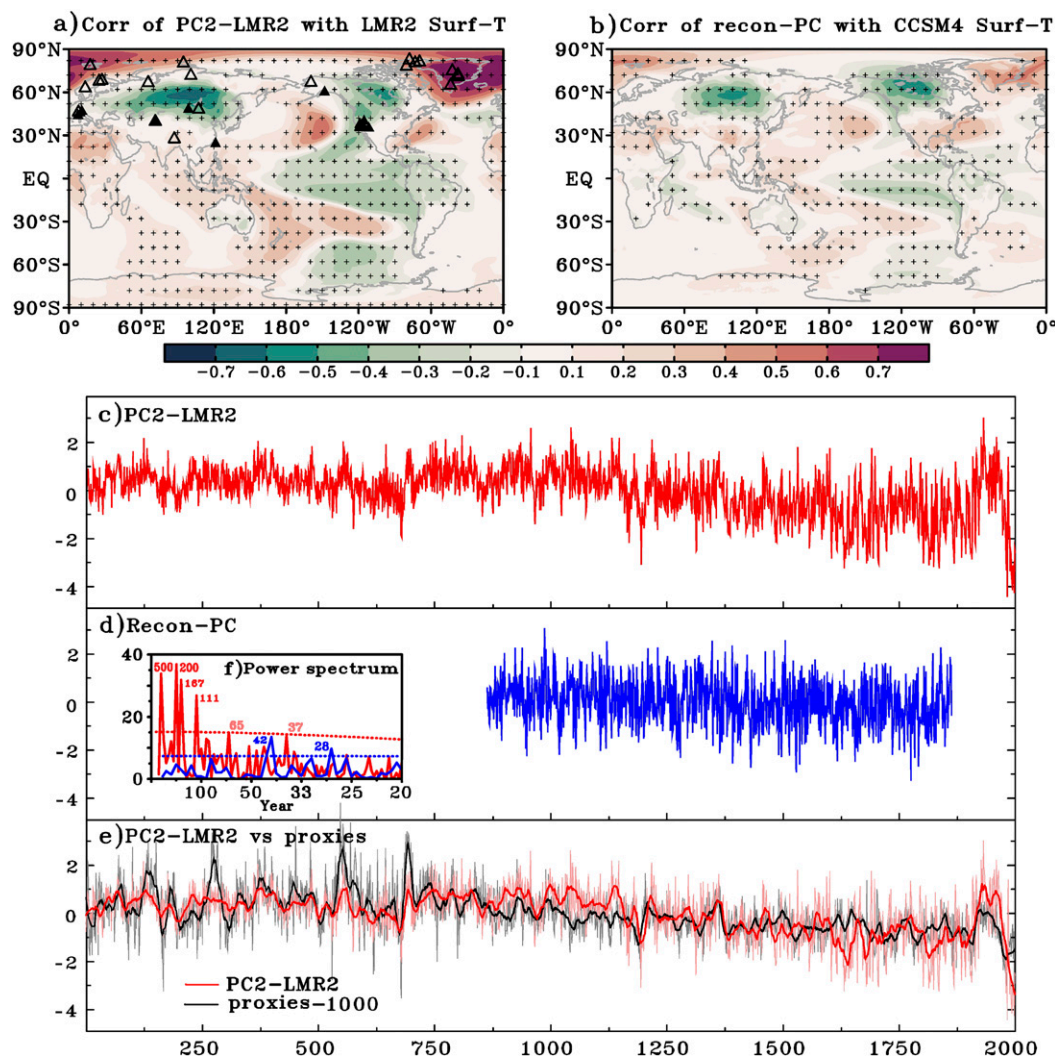 a)Corr of PC2-LMR2 with LMR2 Surf-T
b)Corr of recon-PC with CCSM4 Surf-T
90°N
60°N
30°N
EQ
30°S
60°S
90°S
0° 60°E 120°E 180° 120°W 60°W 0°
90°N
60°N
30°N
EQ
30°S
60°S
90°S
0° 60°E 120°E 180° 120°W 60°W 0°
-0.7 -0.6 -0.5 -0.4 -0.3 -0.2 -0.1 0.1 0.2 0.3 0.4 0.5 0.6 0.7
c)PC2-LMR2
2
0
-2
-4
d)Recon-PC
2
0
-2
-4
f)Power spectrum
40
20
0
500 200
167
111
65
42
37
28
100 50 33 25 20
Year
e)PC2-LMR2 vs proxies
2
0
-2
-4
PC2-LMR2
proxies-1000
250 500 750 1000 1250 1500 1750 2000